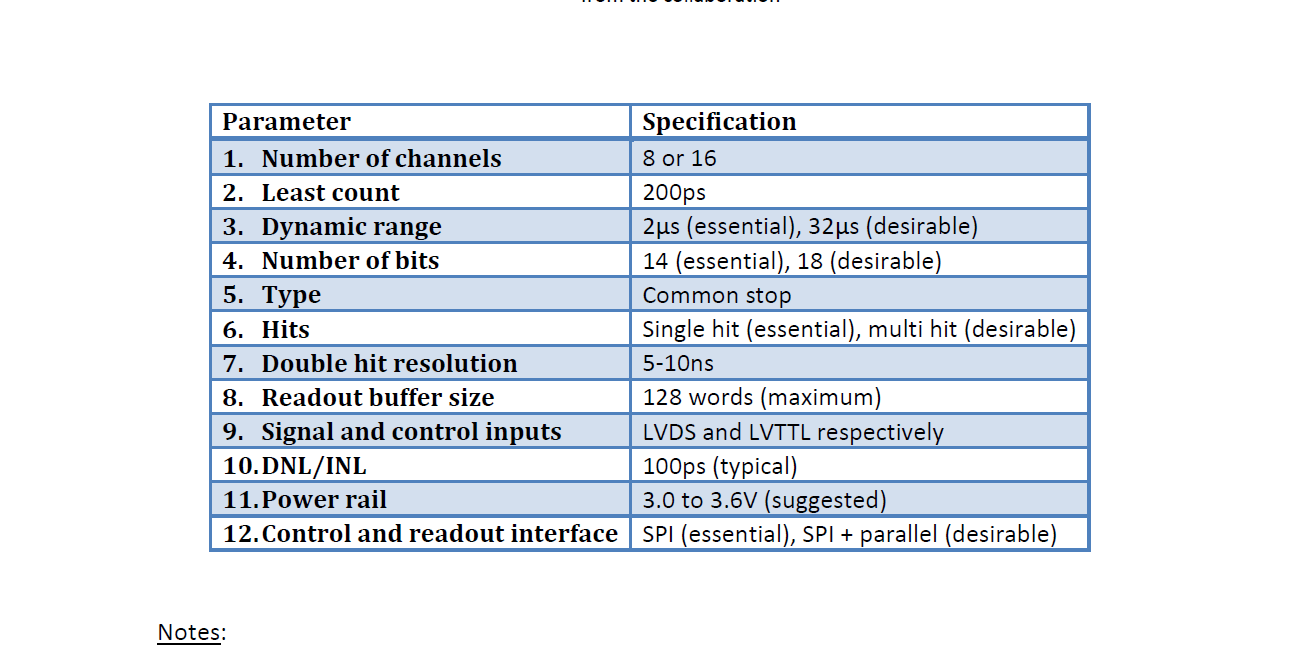 from the collaboration
Parameter Specification
1. Number of channels 8 or 16
2. Least count 200ps
3. Dynamic range 2µs (essential), 32µs (desirable)
4. Number of bits 14 (essential), 18 (desirable)
5. Type Common stop
6. Hits Single hit (essential), multi hit (desirable)
7. Double hit resolution 5-10ns
8. Readout buffer size 128 words (maximum)
9. Signal and control inputs LVDS and LVTTL respectively
10. DNL/INL 100ps (typical)
11. Power rail 3.0 to 3.6V (suggested)
12. Control and readout interface SPI (essential), SPI + parallel (desirable)
Notes: